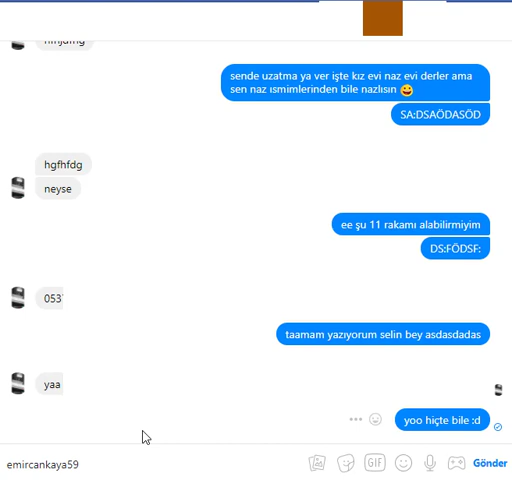 sende uzatma ya ver işte kız evi naz evi derler ama
sen naz ısmimlerinden bile nazlısın 😄
SA:DSAÖDASÖD
hgfhfdg
neyse
ee şu 11 rakamı alabilirmiyim
DS:FÖDSF:
053
taamam yazıyorum selin bey asdasdadas
yaa
yoo hiçte bile :d
emircankaya59
GIF
Gönder